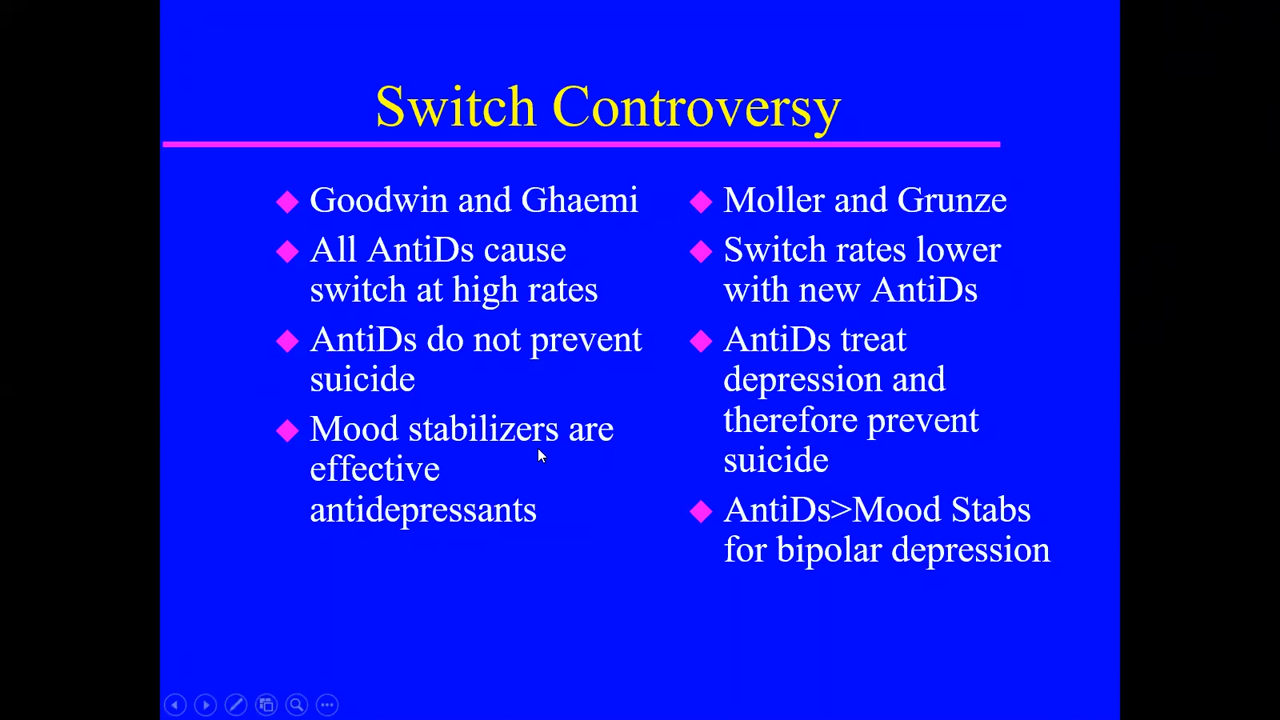 Switch Controversy
Goodwin and Ghaemi
All AntiDs cause
switch at high rates
AntiDs do not prevent
suicide
Mood stabilizers are
effective
antidepressants
Moller and Grunze
Switch rates lower
with new AntiDs
AntiDs treat
depression and
therefore prevent
suicide
AntiDs>Mood Stabs
for bipolar depression